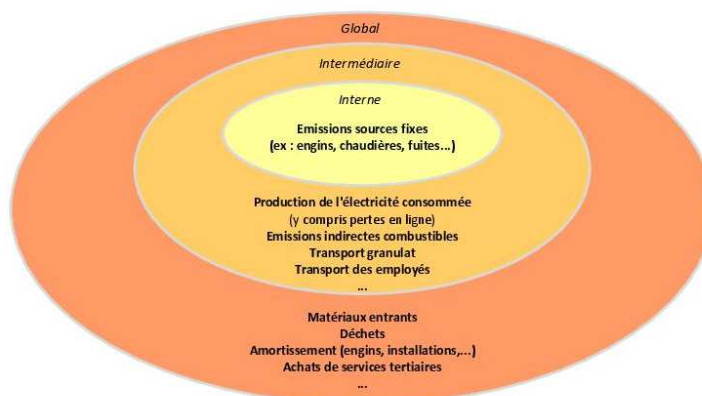 Global
Intermédiaire
Interne
Emissions sources fixes
(ex : engins, chaudières, fuites...)
Production de l'électricité consommée
(y compris pertes en ligne)
Emissions indirectes combustibles
Transport granulat
Transport des employés
...
Matériaux entrants
Déchets
Amortissement (engins, installations,...)
Achats de services tertiaires
...